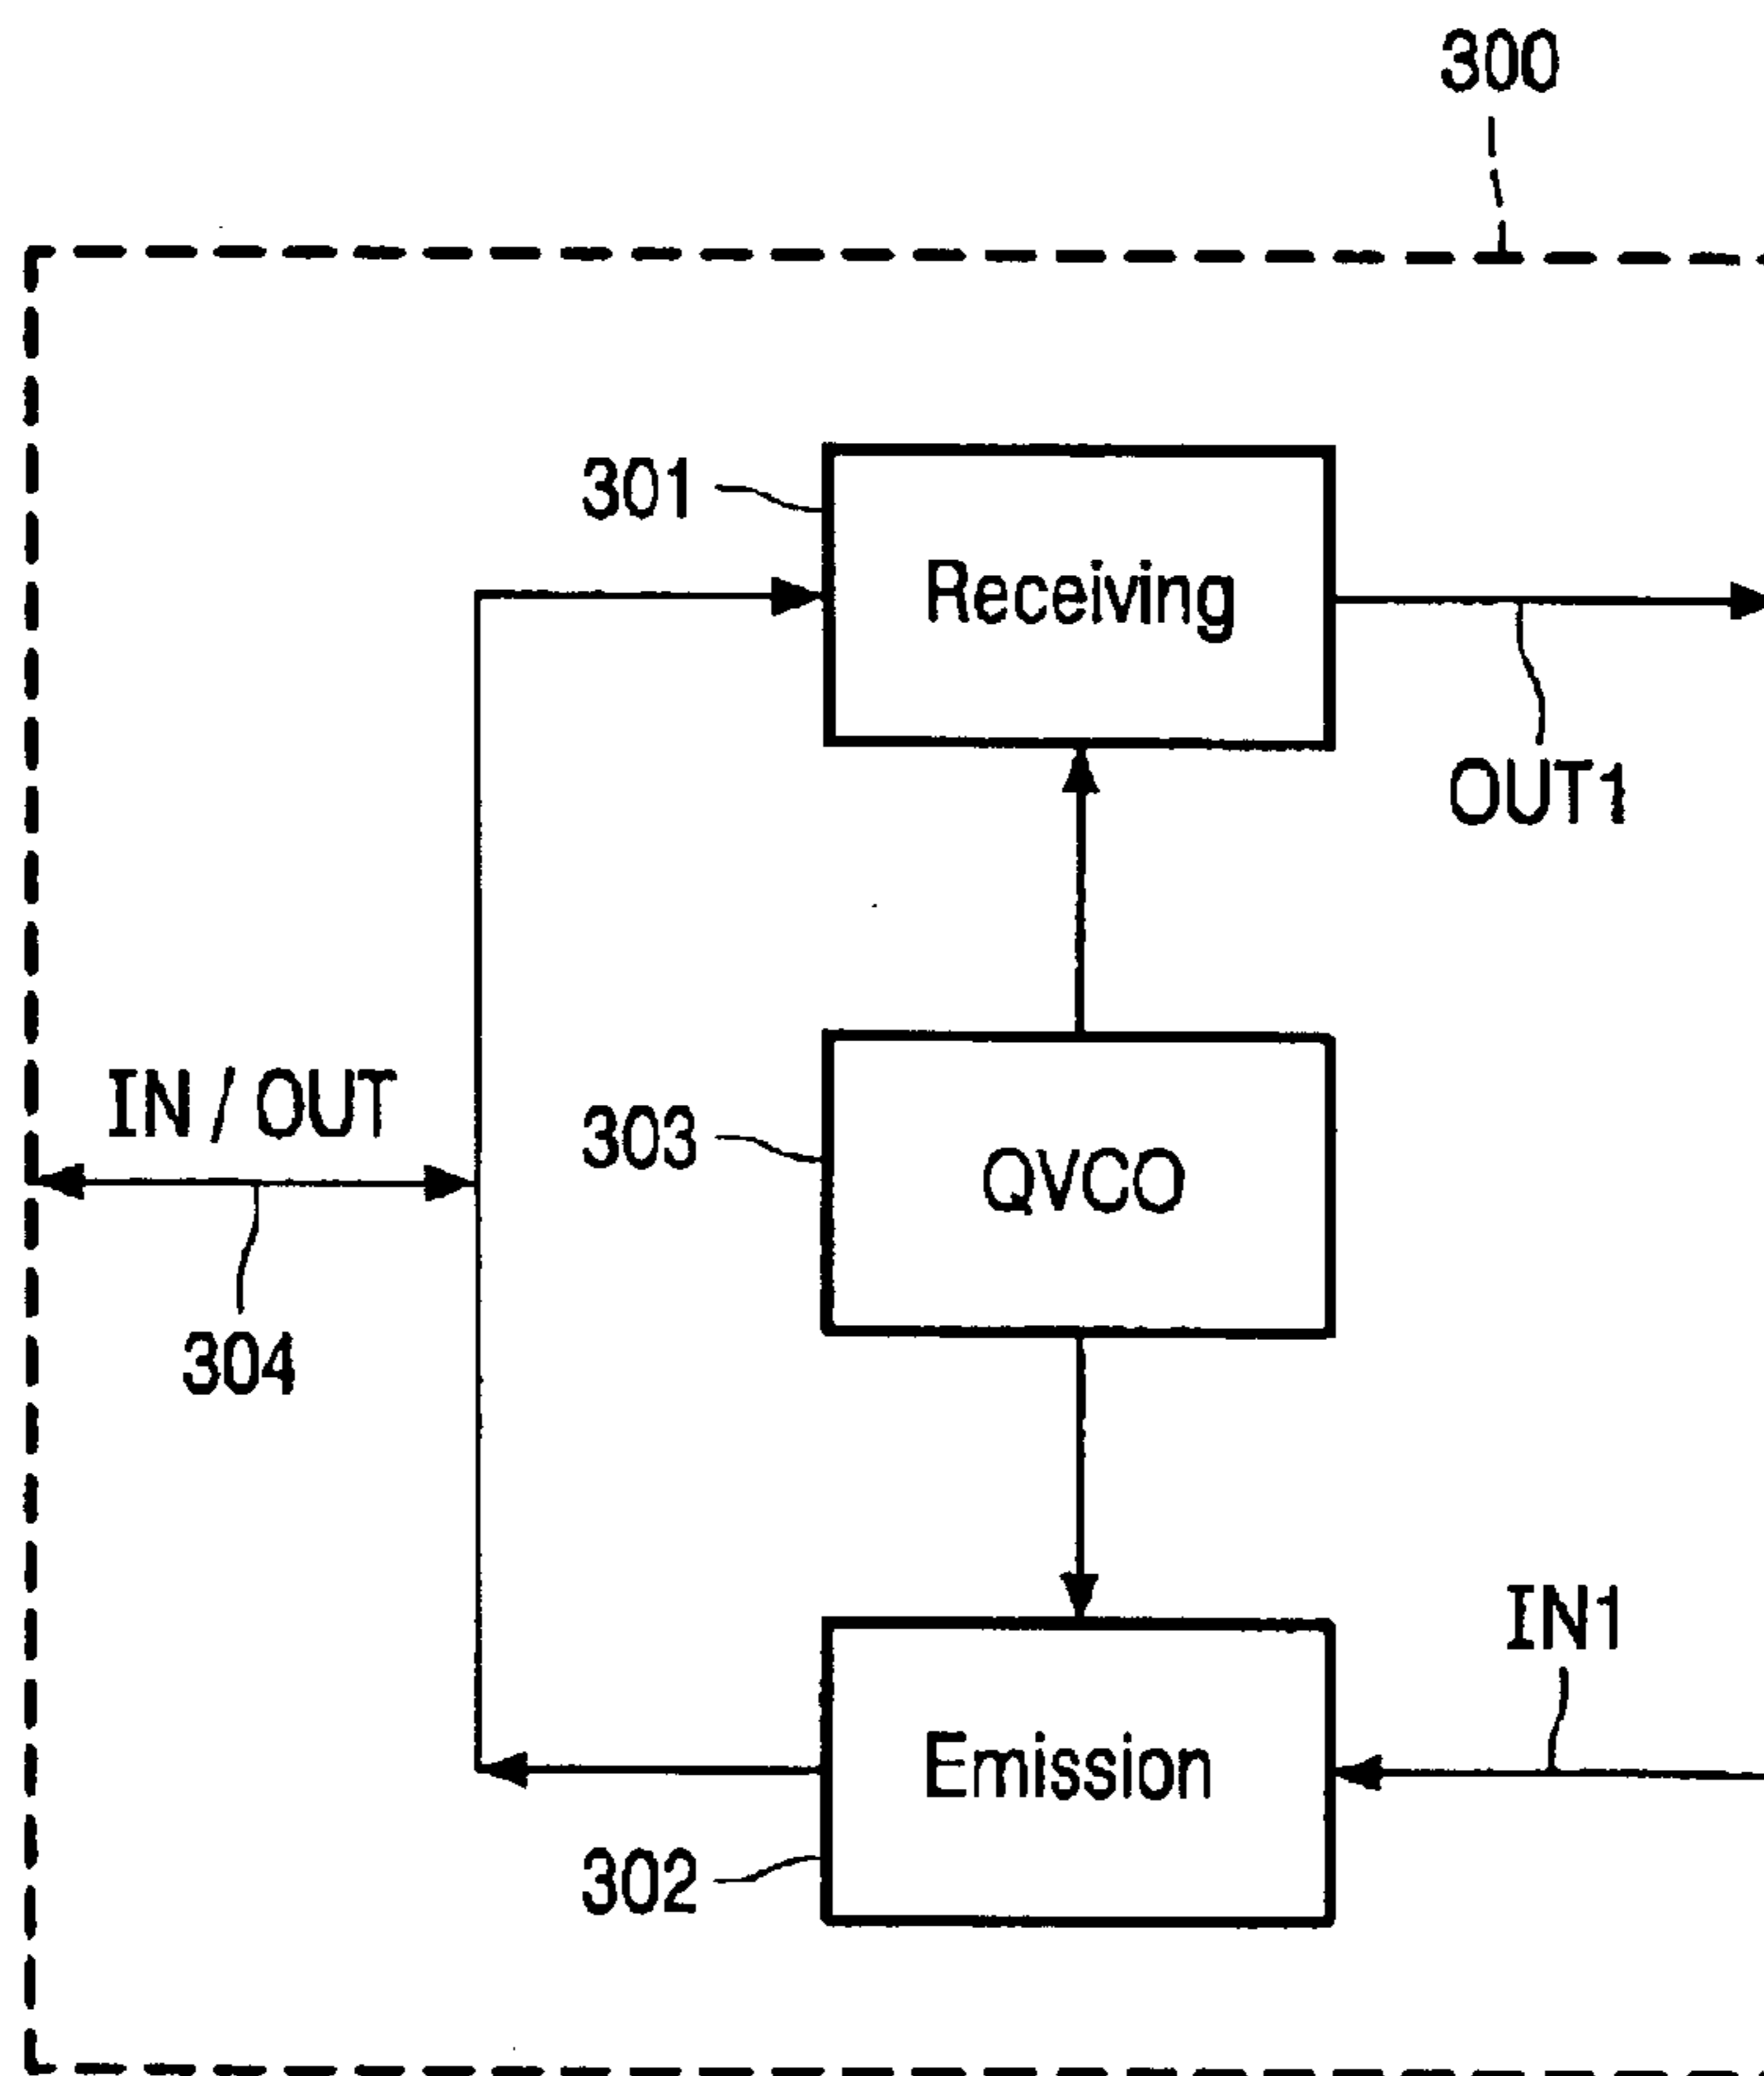 300
301
Receiving
OUT1
IN / OUT
303
QVCO
304
IN1
Emission
302